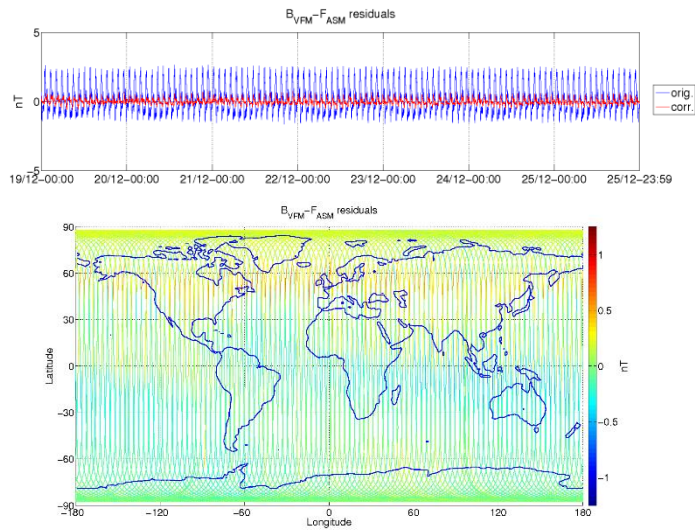 B_VFM−F_ASM residuals
5
nT
0
−5
19/12−00:00 20/12−00:00 21/12−00:00 22/12−00:00 23/12−00:00 24/12−00:00 25/12−00:00 25/12−23:59
orig.
corr.
B_VFM−F_ASM residuals
90
60
30
0
−30
−60
−90
Latitude
−180 −120 −60 0 60 120 180
Longitude
1
0.5
0
−0.5
−1
nT